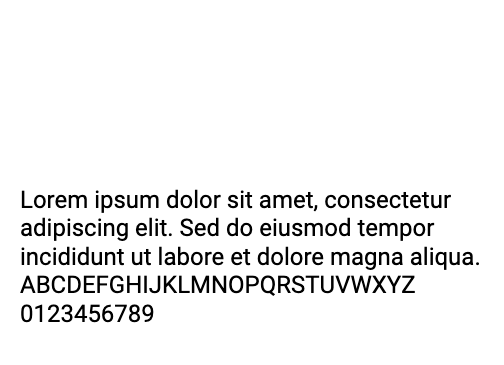 Lorem ipsum dolor sit amet, consectetur
adipiscing elit. Sed do eiusmod tempor
incididunt ut labore et dolore magna aliqua.
ABCDEFGHIJKLMNOPQRSTUVWXYZ
0123456789